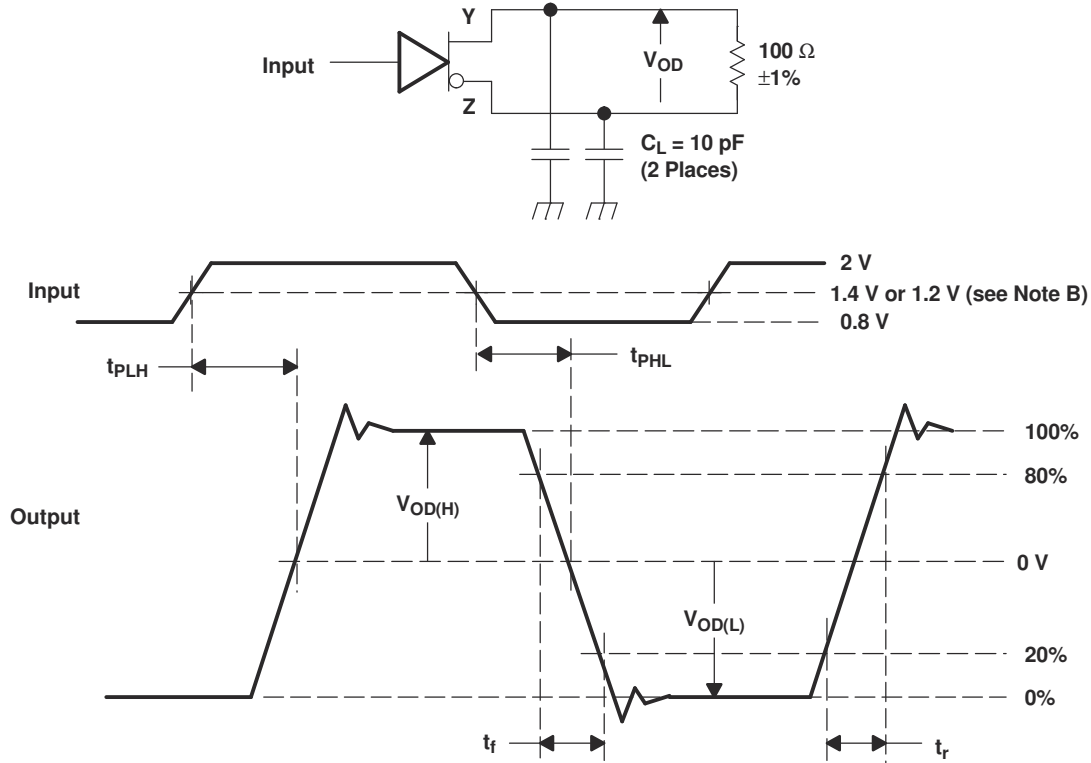 Y
Input
Z
V_OD
100 Ω
±1%
C_L = 10 pF
(2 Places)
Input
2 V
1.4 V or 1.2 V (see Note B)
0.8 V
t_PLH
t_PHL
Output
V_OD(H)
V_OD(L)
100%
80%
0 V
20%
0%
t_f
t_r